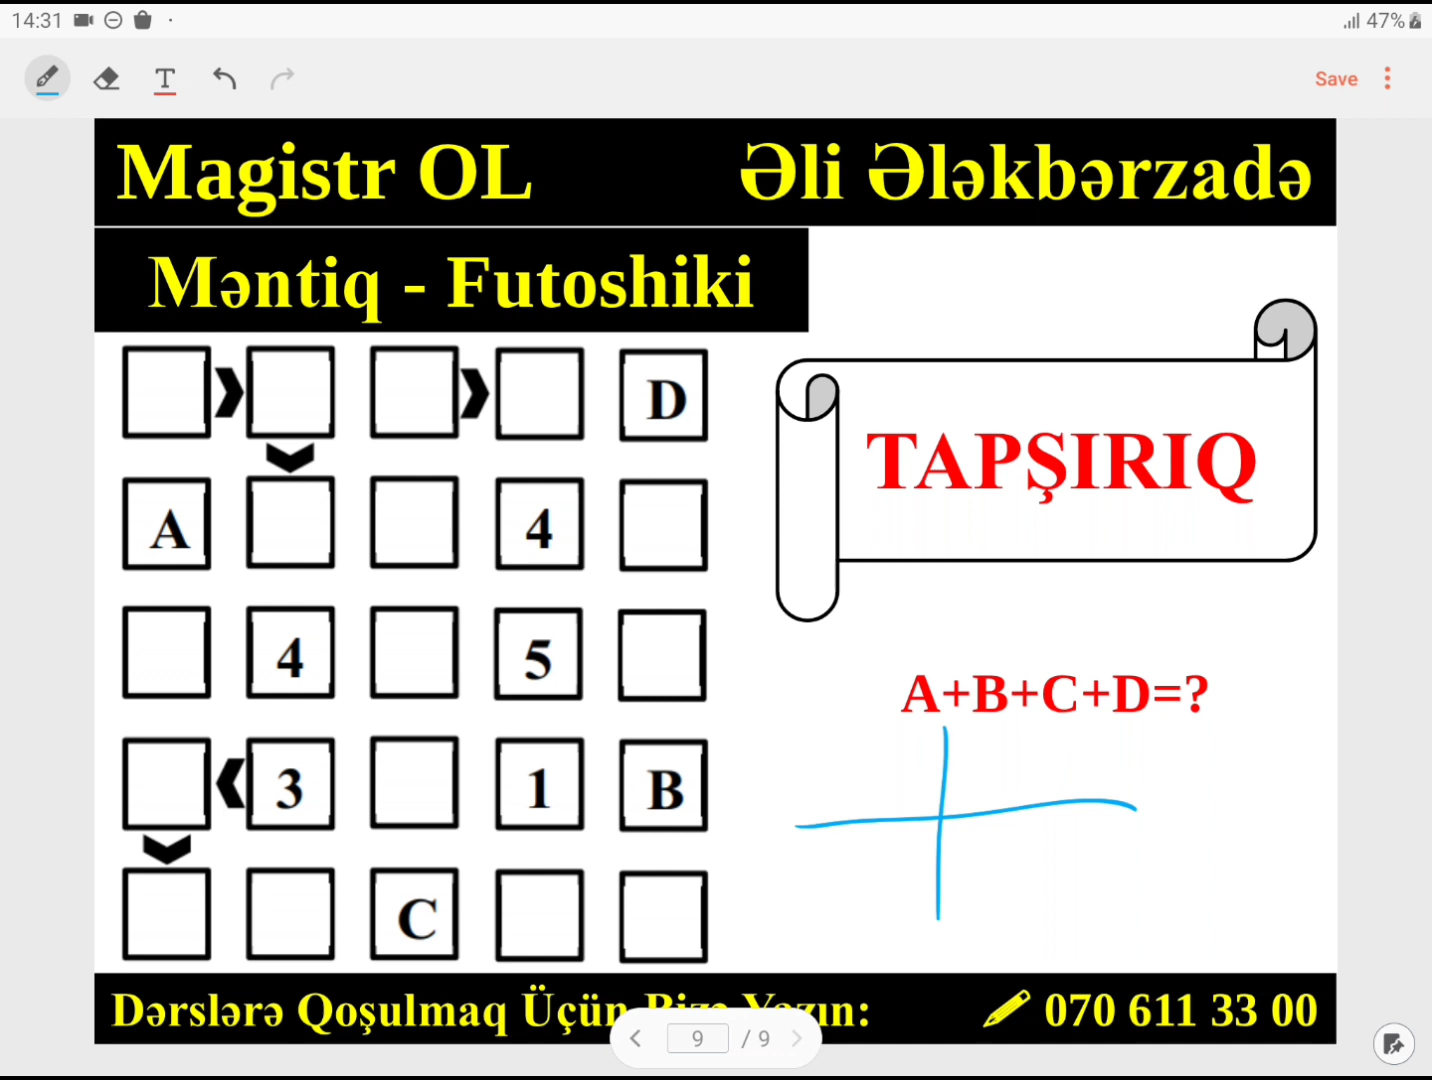 14:31
47%
T
Save
Magistr OL Əli Ələkbərzadə
Məntiq - Futoshiki
D
TAPŞIRIQ
A 4
4 5
A+B+C+D=?
3 1 B
C
Dərslərə Qoşulmaq Üçün 070 611 33 00
9 / 9